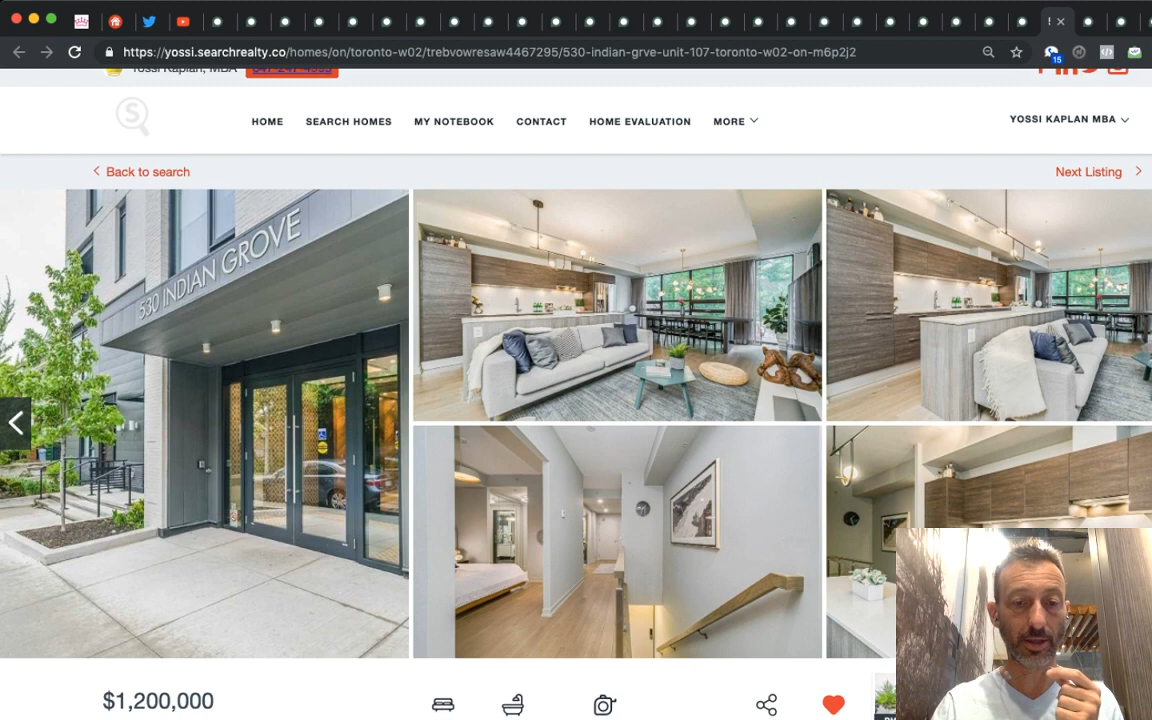 https://yossi.searchrealty.co/homes/on/toronto-w02/trebvowresaw4467295/530-indian-grve-unit-107-toronto-w02-on-m6p2j2
15
Yossi Kaplan, MBA
HOME
SEARCH HOMES
MY NOTEBOOK
CONTACT
HOME EVALUATION
MORE
YOSSI KAPLAN MBA
Back to search
Next Listing
530 INDIAN GROVE
$1,200,000